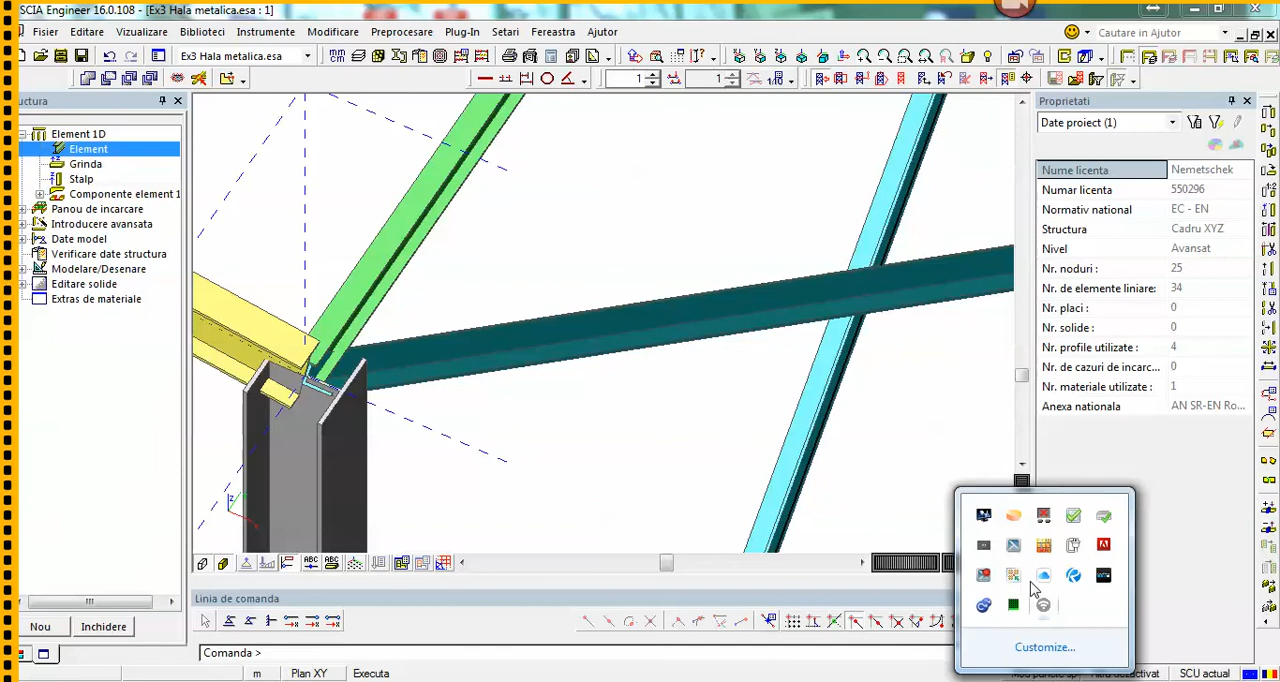 SCIA Engineer 16.0.108 - [Ex3 Hala metalica.esa : 1]
Fisier Editare Vizualizare Biblioteci Instrumente Modificare Preprocesare Plug-In Setari Fereastra Ajutor
Cautare in Ajutor
Ex3 Hala metalica.esa
1
1
uctura
Element 1D
Element
Grinda
Stalp
Componente element 1
Panou de incarcare
Introducere avansata
Date model
Verificare date structura
Modelare/Desenare
Editare solide
Extras de materiale
Nou
Inchidere
Proprietati
Date proiect (1)
Nume licenta Nemetschek
Numar licenta 550296
Normativ national EC - EN
Structura Cadru XYZ
Nivel Avansat
Nr. noduri : 25
Nr. de elemente liniare: 34
Nr. placi : 0
Nr. solide : 0
Nr. profile utilizate : 4
Nr. de cazuri de incarc... 0
Nr. materiale utilizate : 1
Anexa nationala AN SR-EN Ro...
z
ABC
Linia de comanda
Comanda >
Customize...
m
Plan XY
Executa
SCU actual